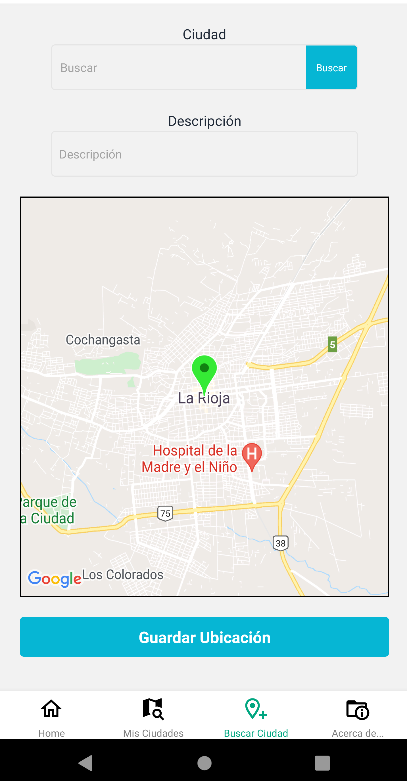 Ciudad
Buscar
Buscar
Descripción
Descripción
Cochangasta
5
La Rioja
Hospital de la
Madre y el Niño
H
arque de
a Ciudad
75
38
Google
Los Colorados
Guardar Ubicación
Home
Mis Ciudades
Buscar Ciudad
Acerca de...